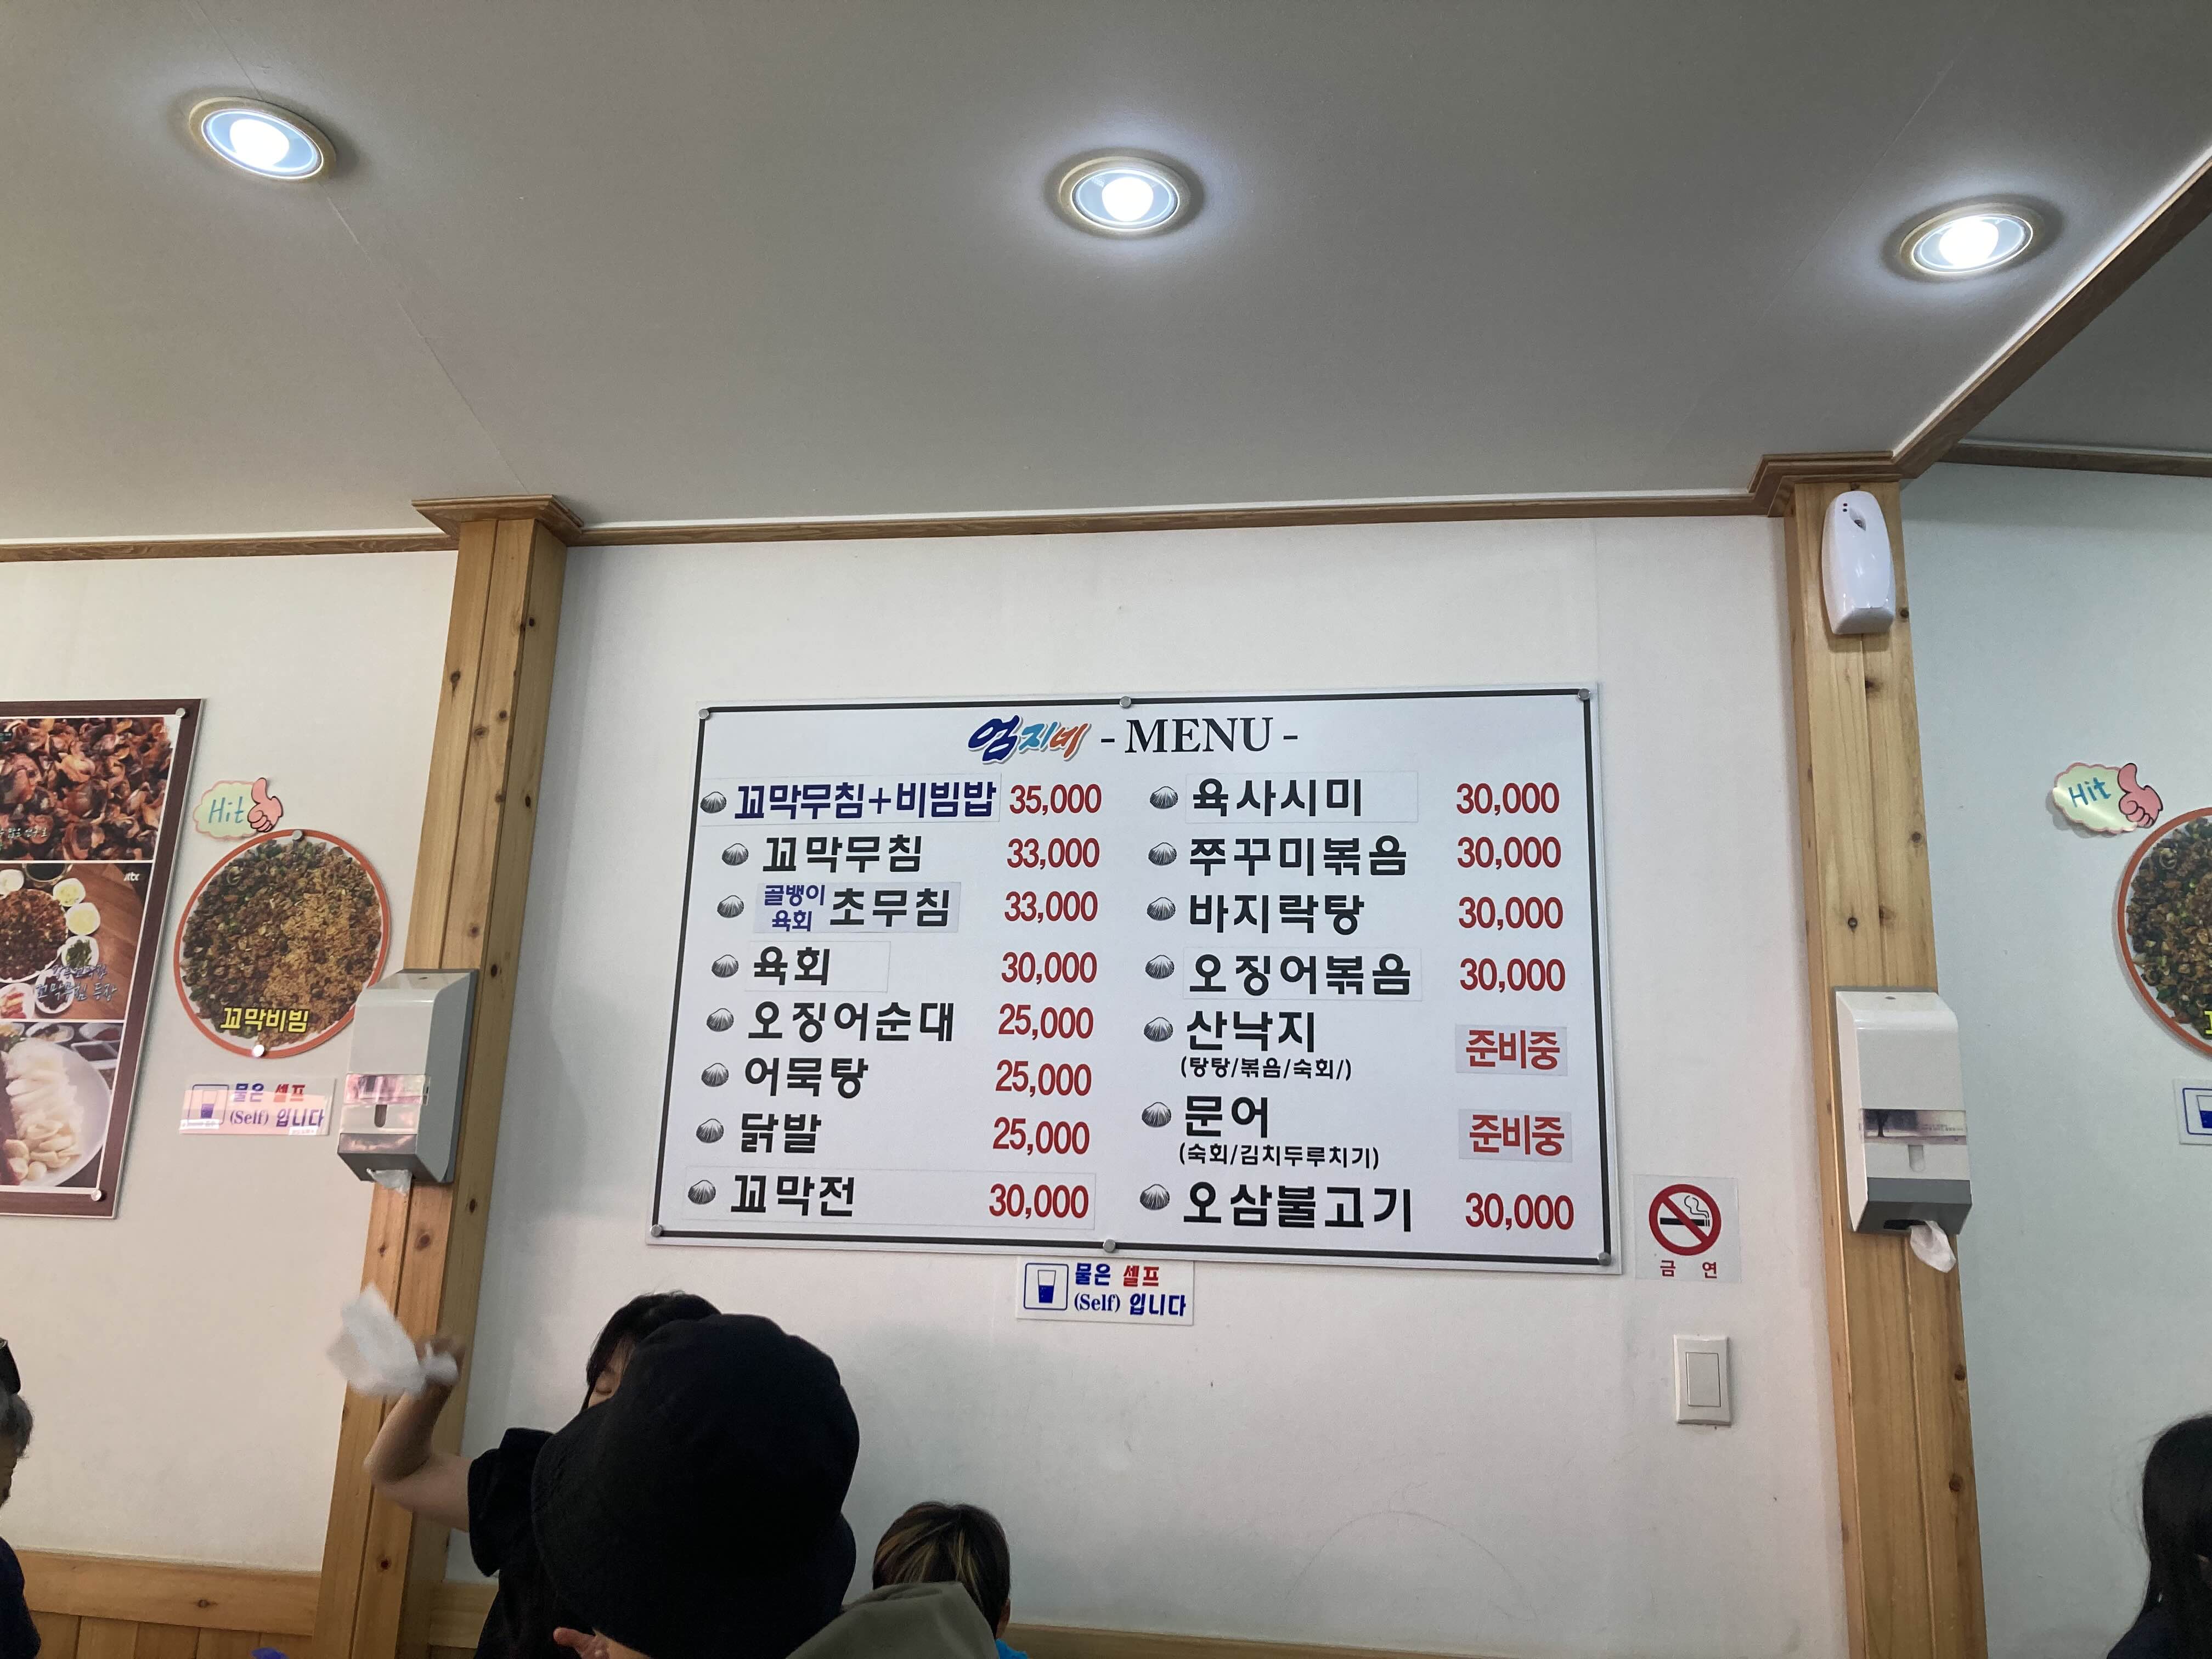 엄지네 - MENU -
꼬막무침+비빔밥 35,000
꼬막무침 33,000
골뱅이 육회 초무침 33,000
육회 30,000
오징어순대 25,000
어묵탕 25,000
닭발 25,000
꼬막전 30,000
육사시미 30,000
쭈꾸미볶음 30,000
바지락탕 30,000
오징어볶음 30,000
산낙지 준비중
(탕탕/볶음/숙회/)
문어 준비중
(숙회/김치두루치기)
오삼불고기 30,000
물은 셀프
(Self) 입니다
금 연
Hit
꼬막비빔
물은 셀프
(Self) 입니다
jtbc
꼬막무침 등장
Hit